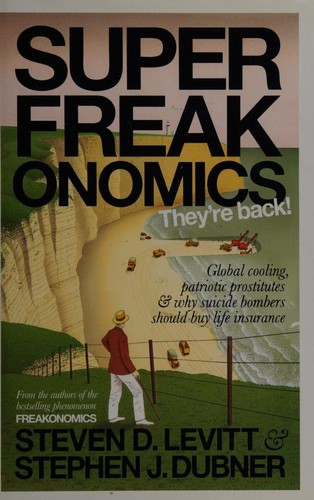 SUPER
FREAK
ONOMICS
They're back!
Global cooling,
patriotic prostitutes
& why suicide bombers
should buy life insurance
From the authors of the
bestselling phenomenon
FREAKONOMICS
STEVEN D. LEVITT &
STEPHEN J. DUBNER